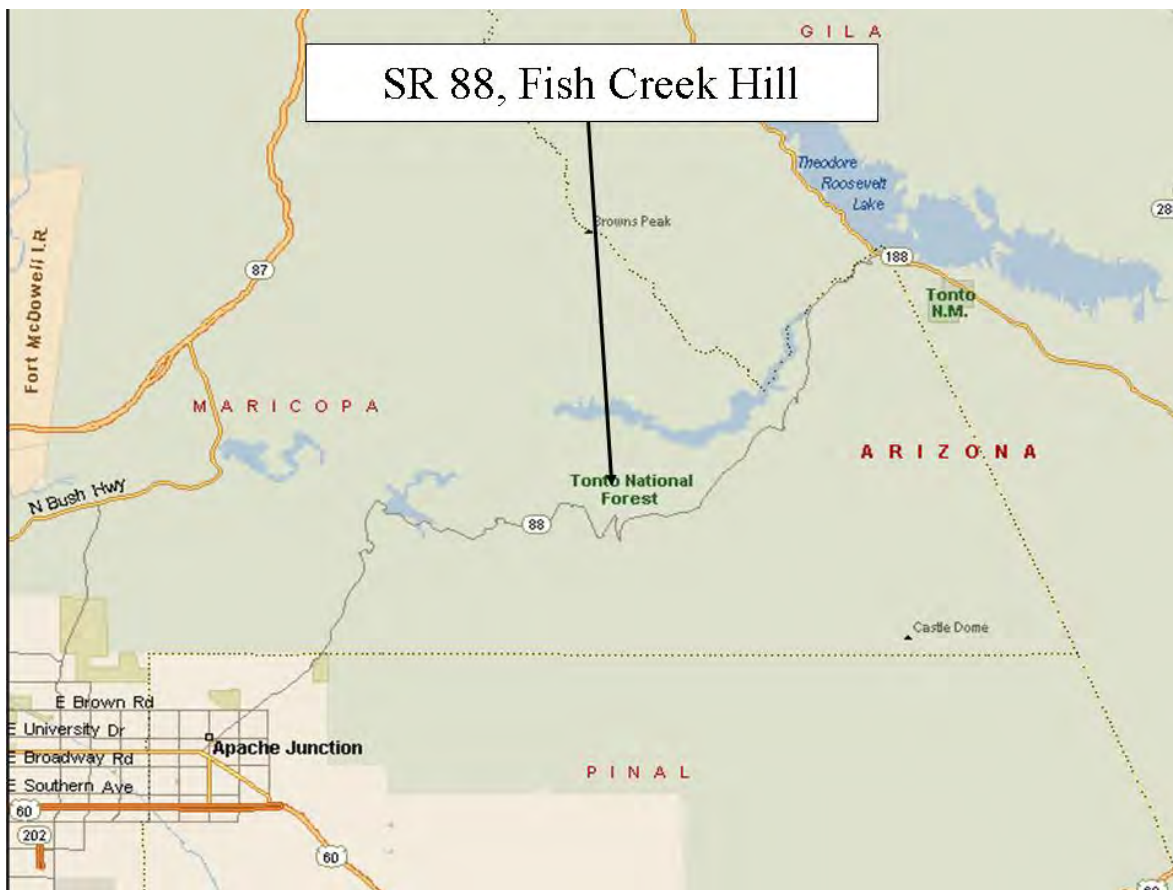 GILA
SR 88, Fish Creek Hill
Theodore
Roosevelt
Lake
28
Browns Peak
Fort McDowell I.R.
87
188
Tonto
N.M.
MARICOPA
ARIZONA
N Bush Hwy
Tonto National
Forest
88
Castle Dome
E Brown Rd
E University Dr
Apache Junction
E Broadway Rd
PINAL
E Southern Ave
60
202
60
60